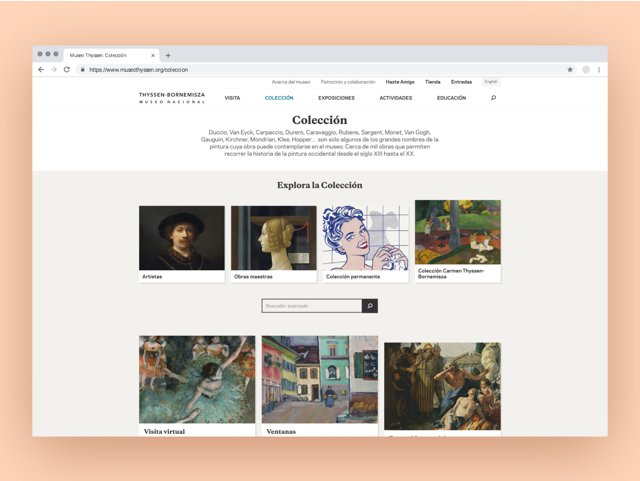 Museo Thyssen: Colección
https://www.museothyssen.org/coleccion
Acerca del museo Patrocinio y colaboración Hazte Amigo Tienda Entradas English
THYSSEN-BORNEMISZA
MUSEO NACIONAL
VISITA COLECCIÓN EXPOSICIONES ACTIVIDADES EDUCACIÓN
Colección
Duccio, Van Eyck, Carpaccio, Durero, Caravaggio, Rubens, Sargent, Monet, Van Gogh,
Gauguin, Kirchner, Mondrian, Klee, Hopper… son solo algunos de los grandes nombres de la
pintura cuya obra puede contemplarse en el museo. Cerca de mil obras que permiten
recorrer la historia de la pintura occidental desde el siglo XIII hasta el XX.
Explora la Colección
Artistas
Obras maestras
Colección permanente
Colección Carmen Thyssen-
Bornemisza
Buscador avanzado
Visita virtual
Ventanas